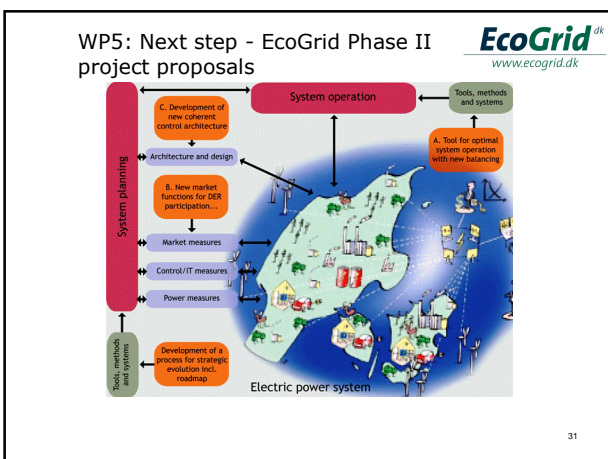 WP5: Next step - EcoGrid Phase II
project proposals
EcoGrid dk
www.ecogrid.dk
System operation
Tools, methods
and systems
C. Development of
new coherent
control architecture
A. Tool for optimal
system operation
with new balancing
Architecture and design
System planning
B. New market
functions for DER
participation...
Market measures
Control/IT measures
Power measures
Tools, methods
and systems
Development of a
process for strategic
evolution incl.
roadmap
Electric power system
31